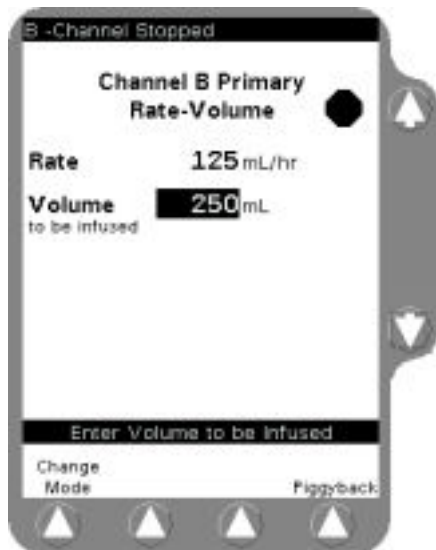 B -Channel Stopped
Channel B Primary
Rate-Volume
Rate 125 mL/hr
Volume 250 mL
to be infused
Enter Volume to be Infused
Change
Mode Piggyback